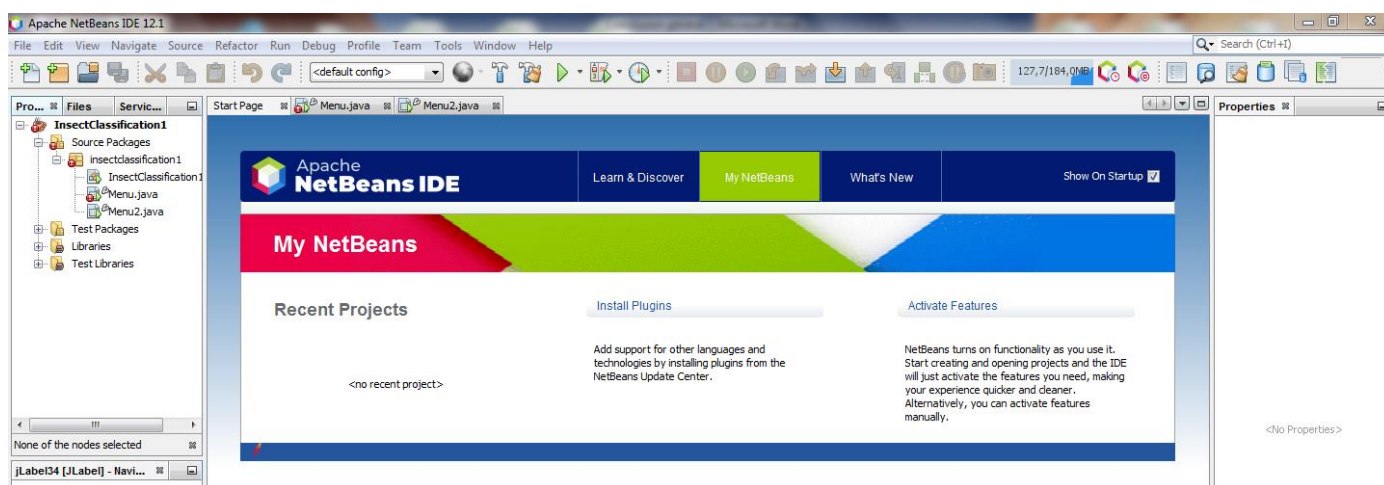 Apache NetBeans IDE 12.1
File Edit View Navigate Source Refactor Run Debug Profile Team Tools Window Help
Search (Ctrl+I)
<default config>
127,7/184,0MB
Pro... Files Servic...
Start Page Menu.java Menu2.java
Properties
InsectClassification1
Source Packages
insectclassification1
InsectClassification1
Menu.java
Menu2.java
Test Packages
Libraries
Test Libraries
Apache
NetBeans IDE
Learn & Discover My NetBeans What's New Show On Startup
My NetBeans
Recent Projects
<no recent project>
Install Plugins
Add support for other languages and
technologies by installing plugins from the
NetBeans Update Center.
Activate Features
NetBeans turns on functionality as you use it.
Start creating and opening projects and the IDE
will just activate the features you need, making
your experience quicker and cleaner.
Alternatively, you can activate features
manually.
<No Properties>
None of the nodes selected
jLabel34 [JLabel] - Navi...